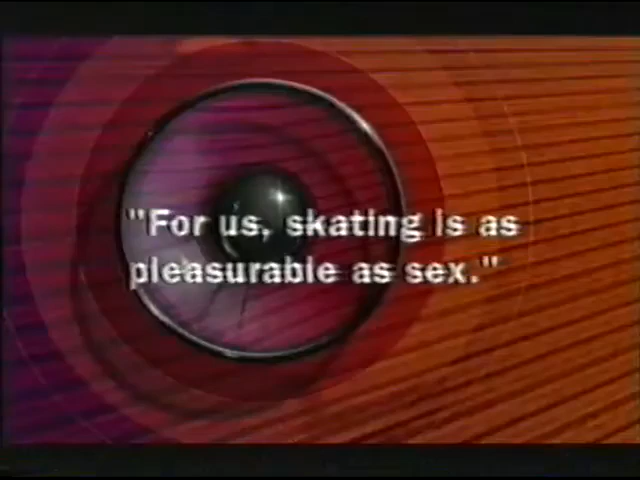 "For us, skating is as
pleasurable as sex."